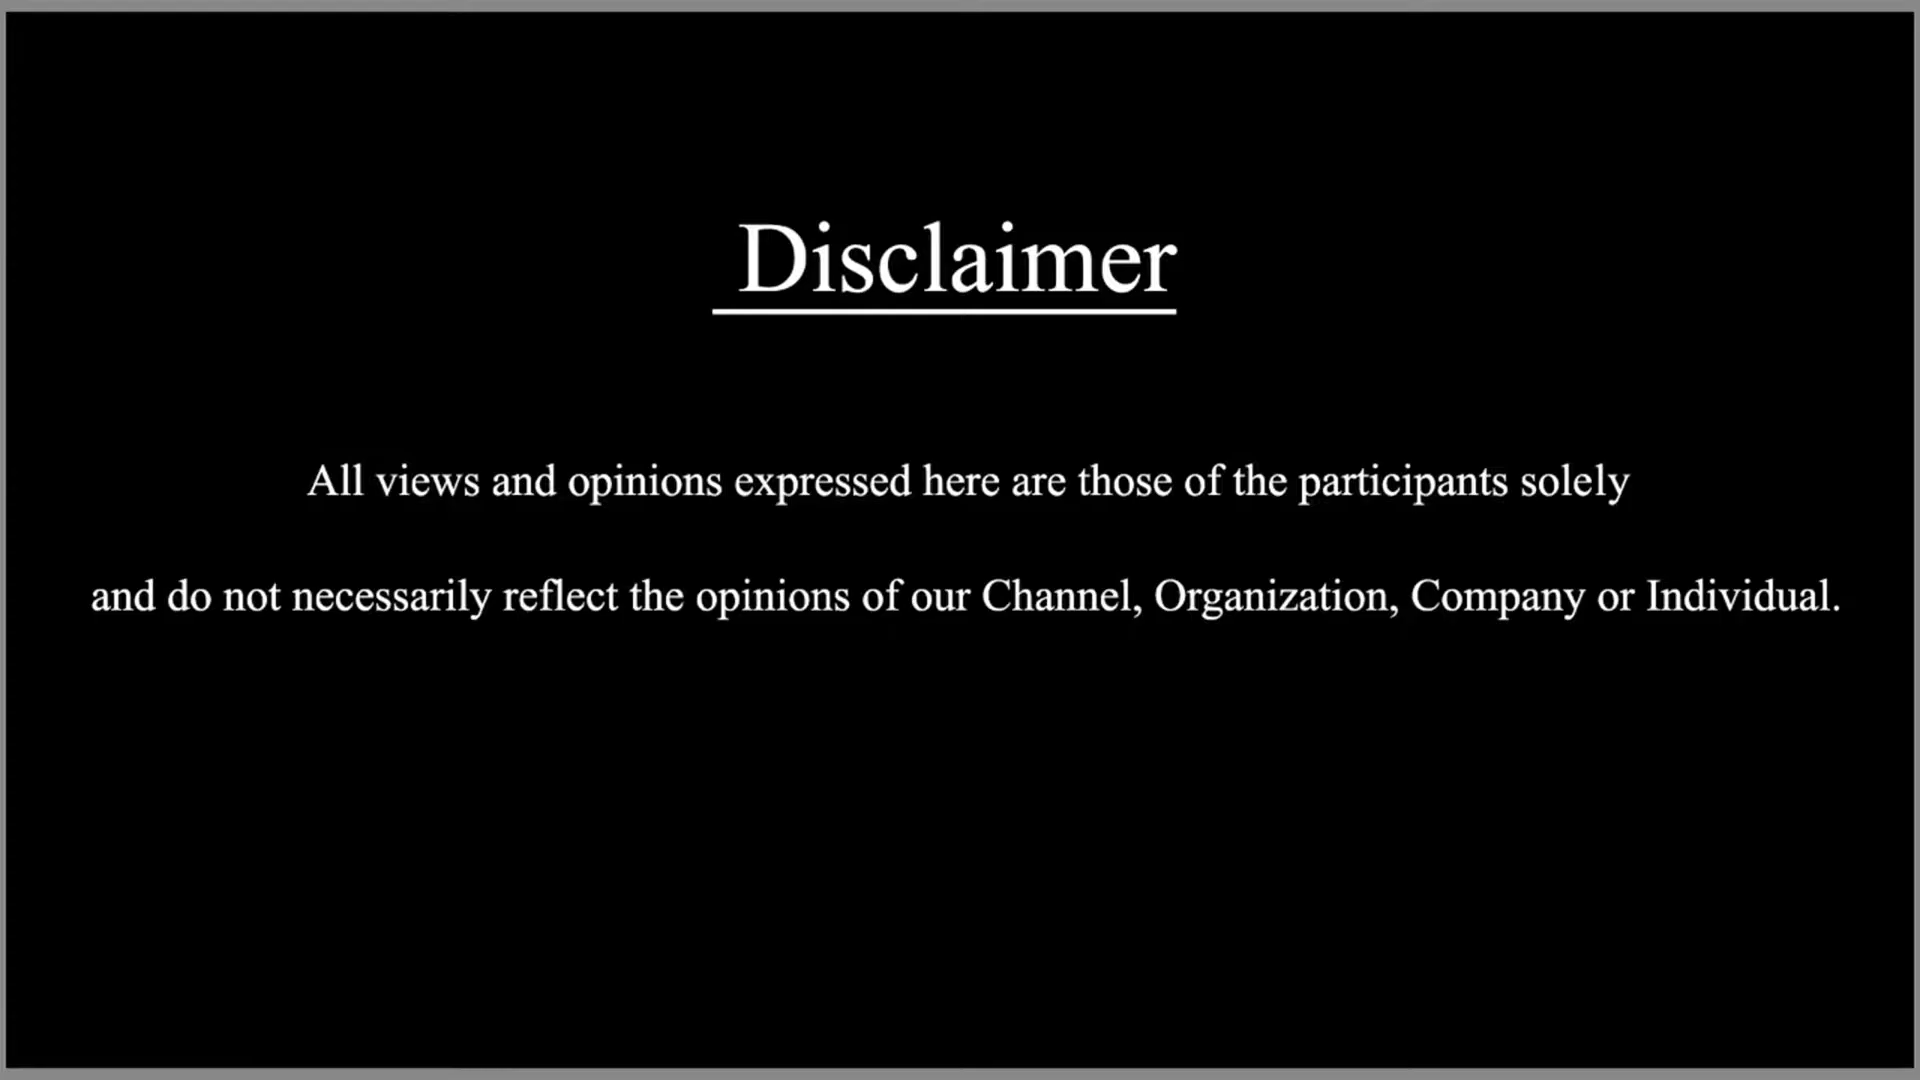 Disclaimer
All views and opinions expressed here are those of the participants solely
and do not necessarily reflect the opinions of our Channel, Organization, Company or Individual.